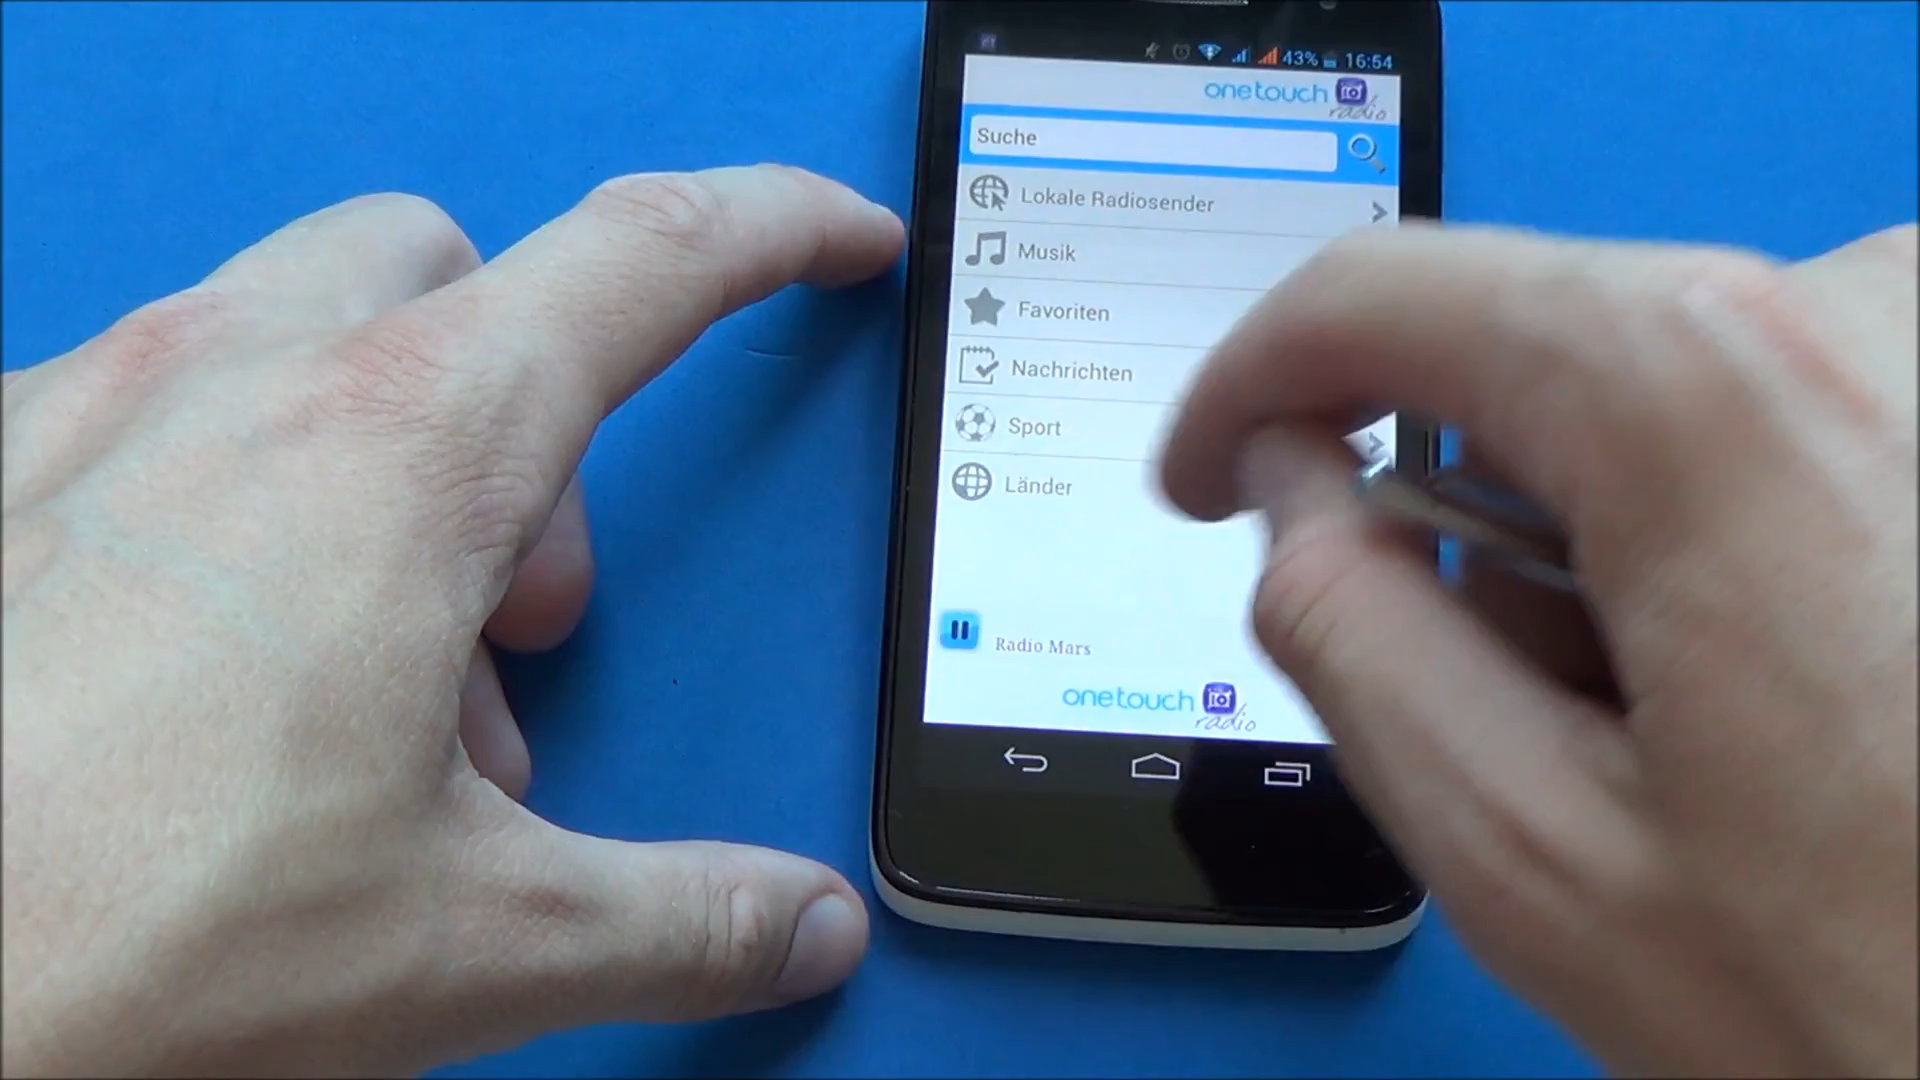 43% 16:54
onetouch
radio
Suche
Lokale Radiosender
Musik
Favoriten
Nachrichten
Sport
Länder
Radio Mars
onetouch
radio